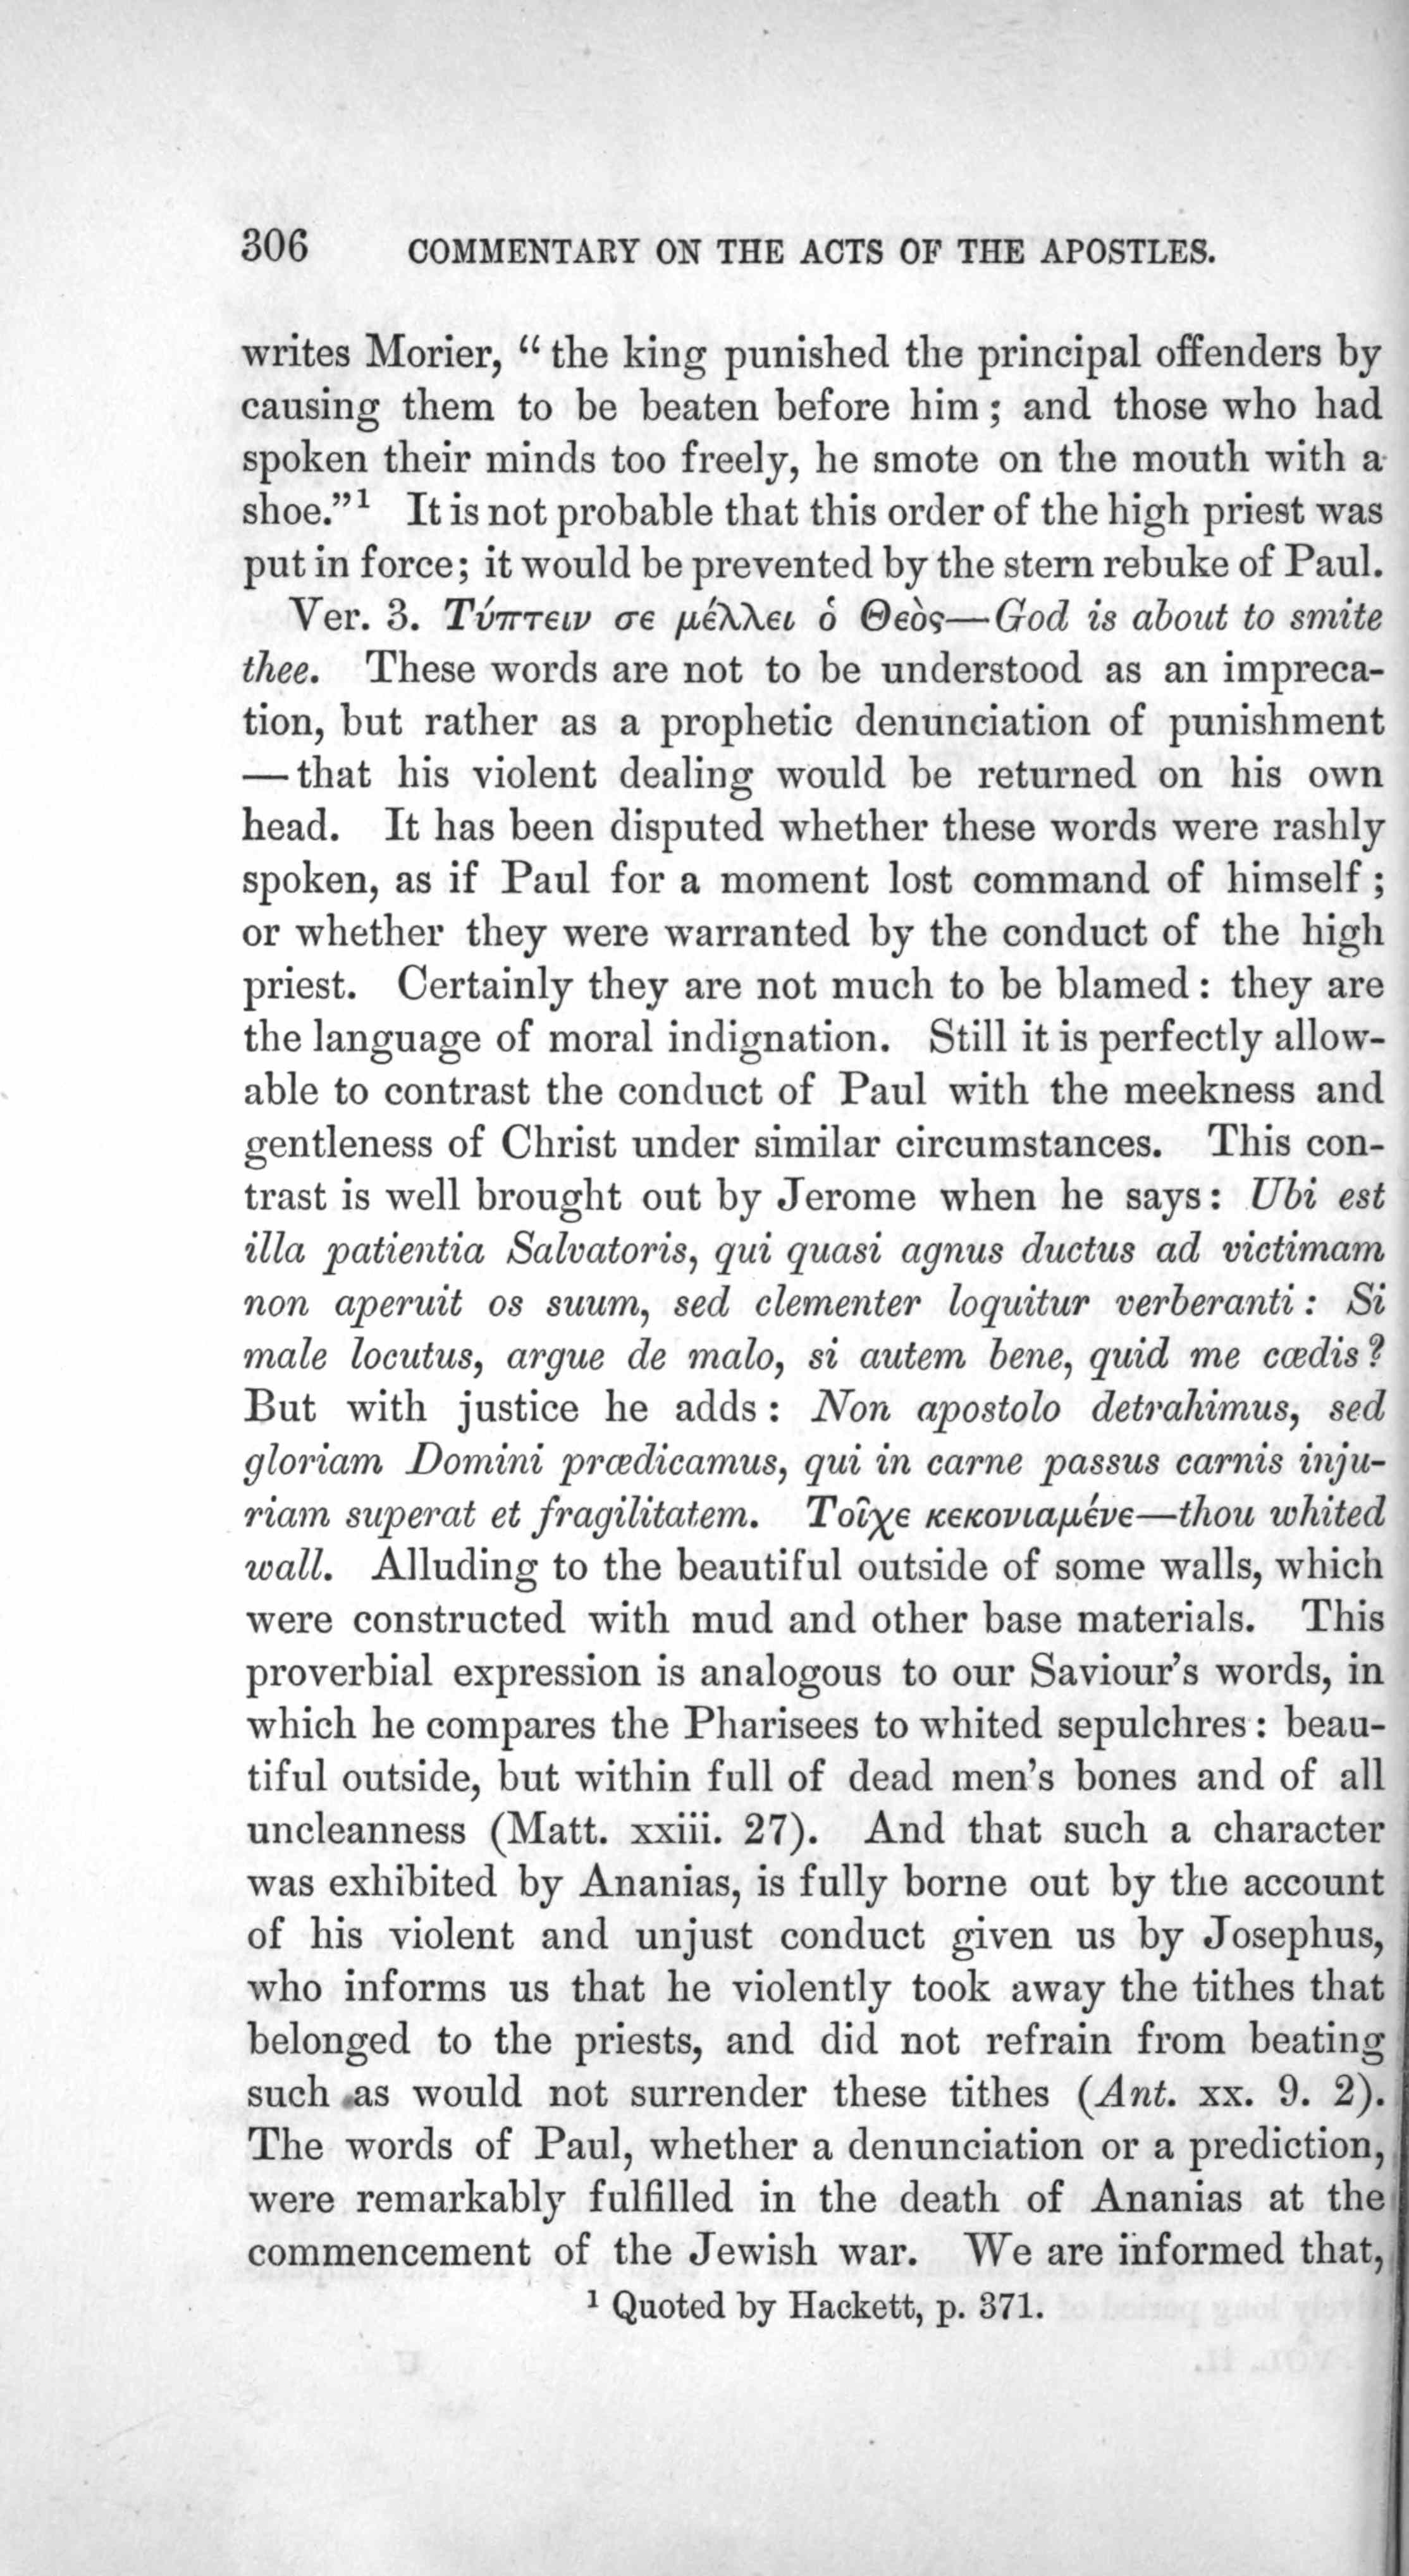 306 COMMENTARY ON THE ACTS OF THE APOSTLES.
writes Morier, “ the king punished the principal offenders by
causing them to be beaten before him ; and those who had
spoken their minds too freely, he smote on the mouth with a
shoe.”¹ It is not probable that this order of the high priest was
put in force; it would be prevented by the stern rebuke of Paul.
Ver. 3. Τύπτειν σε μέλλει ὁ Θεὸς—God is about to smite
thee. These words are not to be understood as an impreca-
tion, but rather as a prophetic denunciation of punishment
—that his violent dealing would be returned on his own
head. It has been disputed whether these words were rashly
spoken, as if Paul for a moment lost command of himself ;
or whether they were warranted by the conduct of the high
priest. Certainly they are not much to be blamed : they are
the language of moral indignation. Still it is perfectly allow-
able to contrast the conduct of Paul with the meekness and
gentleness of Christ under similar circumstances. This con-
trast is well brought out by Jerome when he says : Ubi est
illa patientia Salvatoris, qui quasi agnus ductus ad victimam
non aperuit os suum, sed clementer loquitur verberanti : Si
male locutus, argue de malo, si autem bene, quid me cœdis ?
But with justice he adds : Non apostolo detrahimus, sed
gloriam Domini prædicamus, qui in carne passus carnis inju-
riam superat et fragilitatem. Τοῖχε κεκονιαμένε—thou whited
wall. Alluding to the beautiful outside of some walls, which
were constructed with mud and other base materials. This
proverbial expression is analogous to our Saviour's words, in
which he compares the Pharisees to whited sepulchres : beau-
tiful outside, but within full of dead men's bones and of all
uncleanness (Matt. xxiii. 27). And that such a character
was exhibited by Ananias, is fully borne out by the account
of his violent and unjust conduct given us by Josephus,
who informs us that he violently took away the tithes that
belonged to the priests, and did not refrain from beating
such as would not surrender these tithes (Ant. xx. 9. 2).
The words of Paul, whether a denunciation or a prediction,
were remarkably fulfilled in the death of Ananias at the
commencement of the Jewish war. We are informed that,
¹ Quoted by Hackett, p. 371.